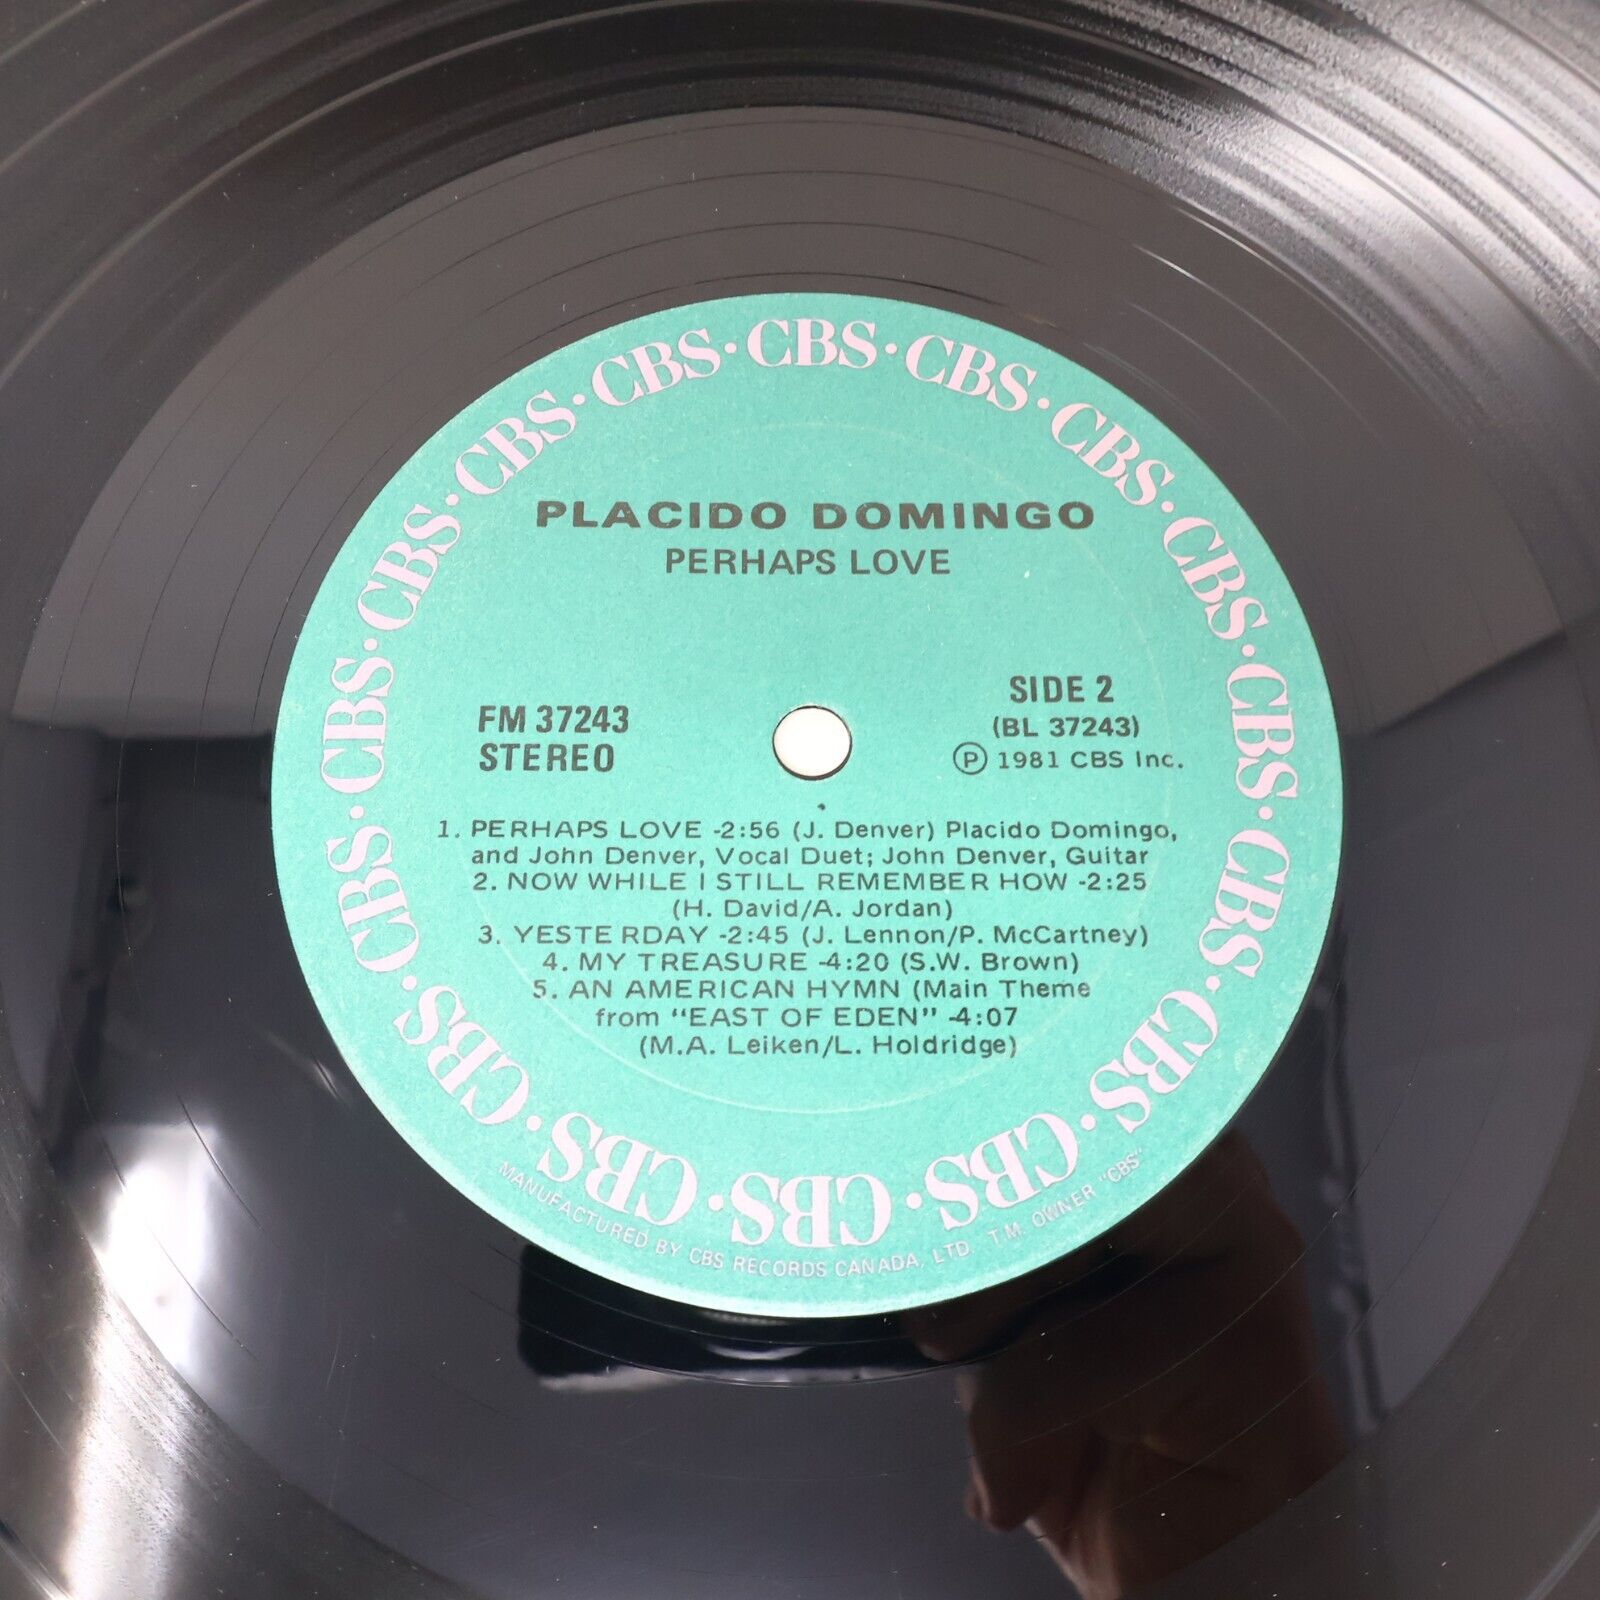 CBS · CBS · CBS · CBS · CBS · CBS · CBS · CBS · CBS · CBS · CBS · CBS · CBS · CBS · CBS · CBS · CBS · CBS
PLACIDO DOMINGO
PERHAPS LOVE
FM 37243
STEREO
SIDE 2
(BL 37243)
Ⓟ 1981 CBS Inc.
1. PERHAPS LOVE -2:56 (J. Denver) Placido Domingo,
and John Denver, Vocal Duet; John Denver, Guitar
2. NOW WHILE I STILL REMEMBER HOW -2:25
(H. David/A. Jordan)
3. YESTERDAY -2:45 (J. Lennon/P. McCartney)
4. MY TREASURE -4:20 (S.W. Brown)
5. AN AMERICAN HYMN (Main Theme
from "EAST OF EDEN" -4:07
(M.A. Leiken/L. Holdridge)
MANUFACTURED BY CBS RECORDS CANADA, LTD. T.M. OWNER "CBS"